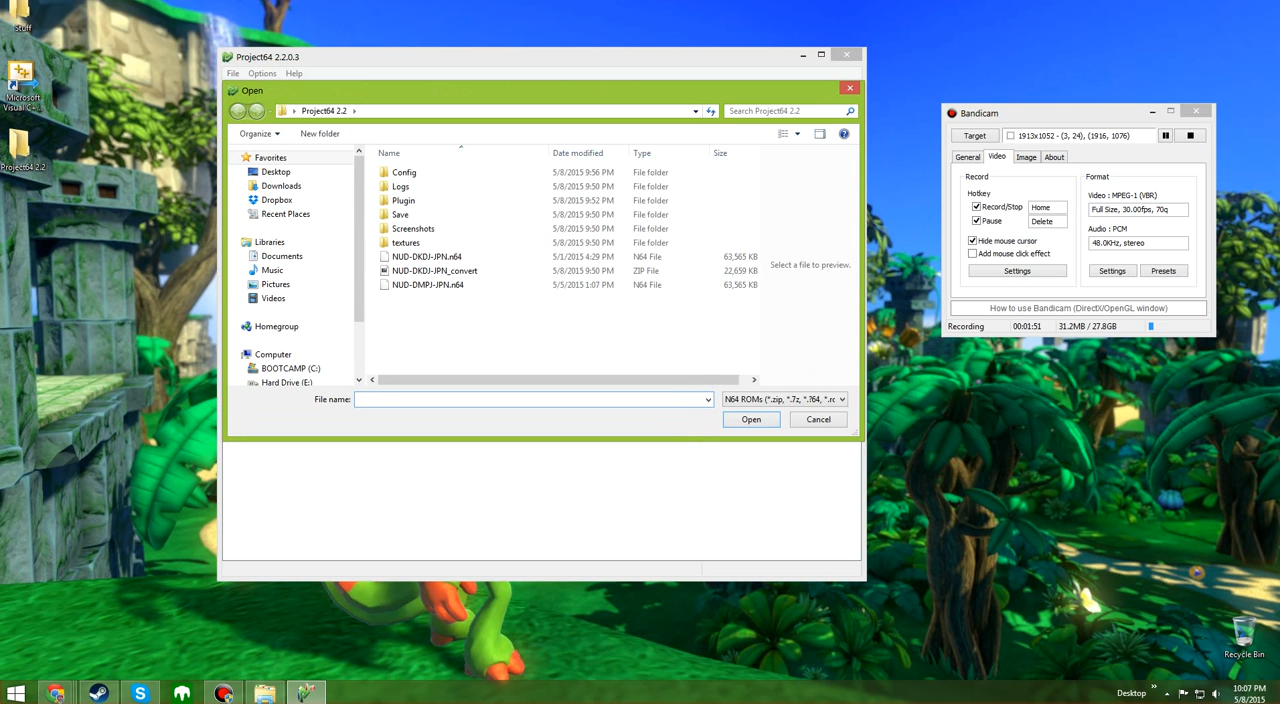 Stuff
Microsoft
Visual C+...
Project64 2.2
Project64 2.2.0.3
File Options Help
Open
Project64 2.2
Search Project64 2.2
Organize New folder
Name Date modified Type Size
Favorites
Desktop
Downloads
Dropbox
Recent Places
Libraries
Documents
Music
Pictures
Videos
Homegroup
Computer
BOOTCAMP (C:)
Hard Drive (E:)
Config 5/8/2015 9:56 PM File folder
Logs 5/8/2015 9:50 PM File folder
Plugin 5/8/2015 9:52 PM File folder
Save 5/8/2015 9:50 PM File folder
Screenshots 5/8/2015 9:50 PM File folder
textures 5/8/2015 9:50 PM File folder
NUD-DKDJ-JPN.n64 5/1/2015 4:29 PM N64 File 63,565 KB
NUD-DKDJ-JPN_convert 5/8/2015 9:50 PM ZIP File 22,659 KB
NUD-DMPJ-JPN.n64 5/5/2015 1:07 PM N64 File 63,565 KB
Select a file to preview.
File name:
N64 ROMs (*.zip, *.7z, *.?64, *.rc
Open Cancel
Bandicam
Target 1913x1052 - (3, 24), (1916, 1076)
General Video Image About
Record
Hotkey
Record/Stop Home
Pause Delete
Hide mouse cursor
Add mouse click effect
Settings
Format
Video : MPEG-1 (VBR)
Full Size, 30.00fps, 70q
Audio : PCM
48.0KHz, stereo
Settings Presets
How to use Bandicam (DirectX/OpenGL window)
Recording 00:01:51 31.2MB / 27.8GB
Recycle Bin
Desktop
10:07 PM
5/8/2015